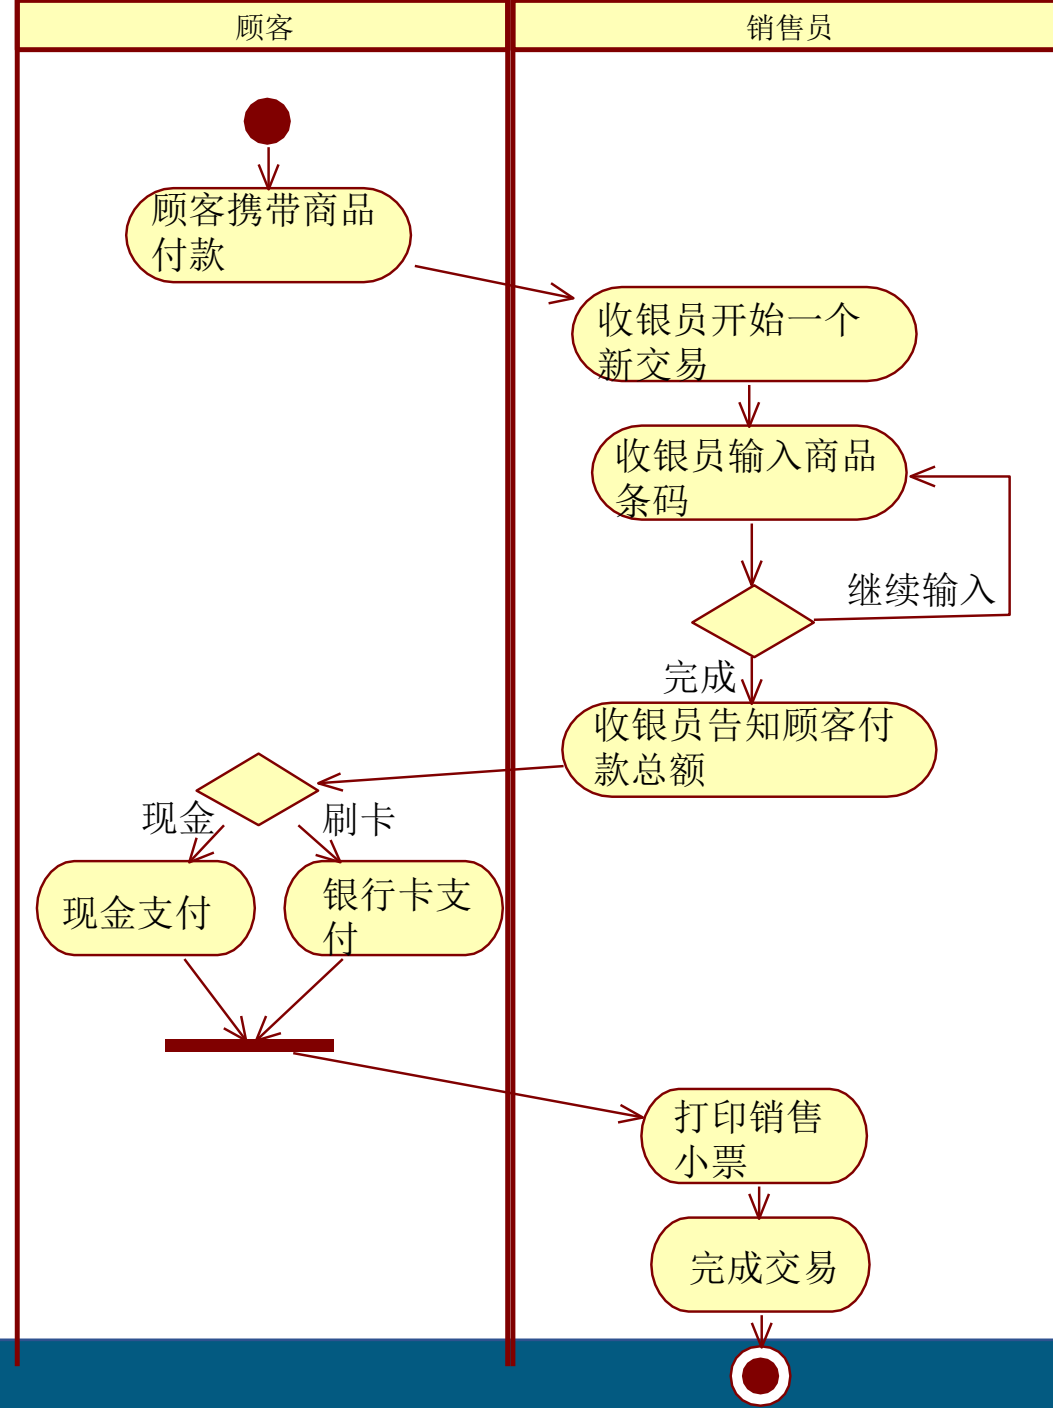 顾客
销售员
顾客携带商品
付款
收银员开始一个
新交易
收银员输入商品
条码
继续输入
完成
收银员告知顾客付
款总额
现金
刷卡
现金支付
银行卡支
付
打印销售
小票
完成交易